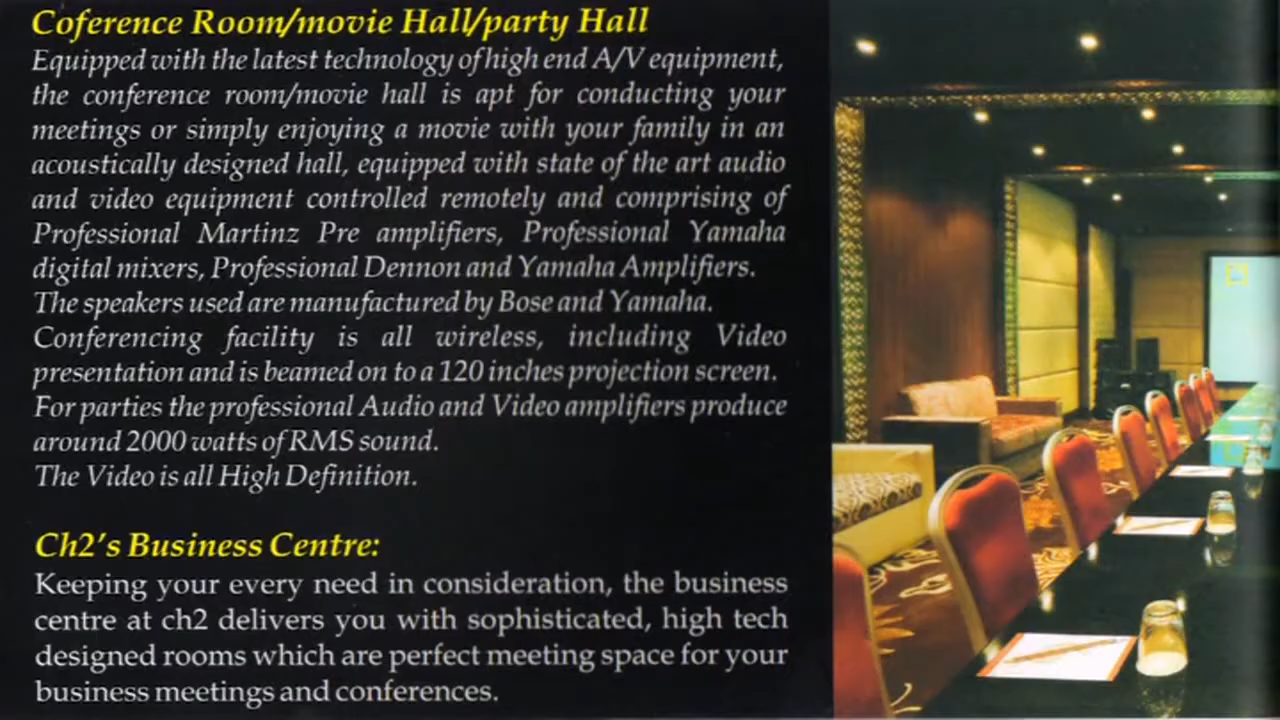 Coference Room/movie Hall/party Hall
Equipped with the latest technology of high end A/V equipment,
the conference room/movie hall is apt for conducting your
meetings or simply enjoying a movie with your family in an
acoustically designed hall, equipped with state of the art audio
and video equipment controlled remotely and comprising of
Professional Martinz Pre amplifiers, Professional Yamaha
digital mixers, Professional Dennon and Yamaha Amplifiers.
The speakers used are manufactured by Bose and Yamaha.
Conferencing facility is all wireless, including Video
presentation and is beamed on to a 120 inches projection screen.
For parties the professional Audio and Video amplifiers produce
around 2000 watts of RMS sound.
The Video is all High Definition.
Ch2's Business Centre:
Keeping your every need in consideration, the business
centre at ch2 delivers you with sophisticated, high tech
designed rooms which are perfect meeting space for your
business meetings and conferences.